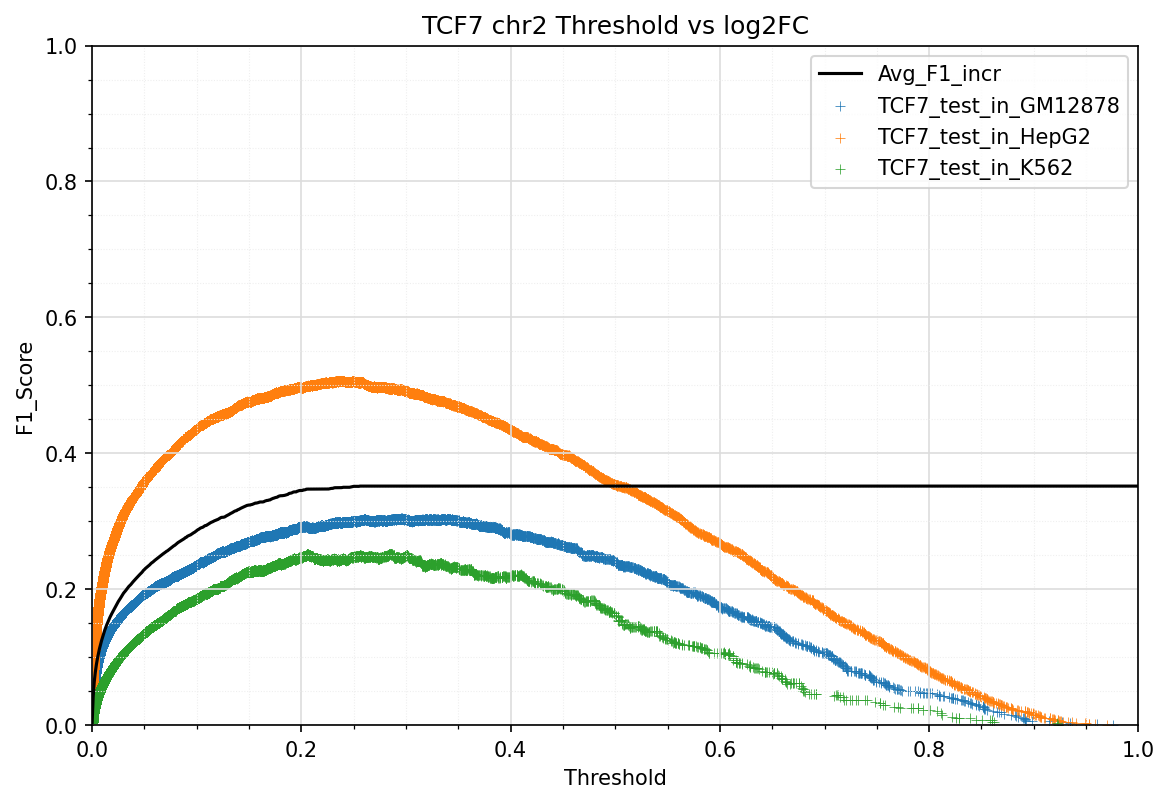 TCF7 chr2 Threshold vs log2FC
Avg_F1_incr
TCF7_test_in_GM12878
TCF7_test_in_HepG2
TCF7_test_in_K562
F1_Score
1.0
0.8
0.6
0.4
0.2
0.0
0.0 0.2 0.4 0.6 0.8 1.0
Threshold